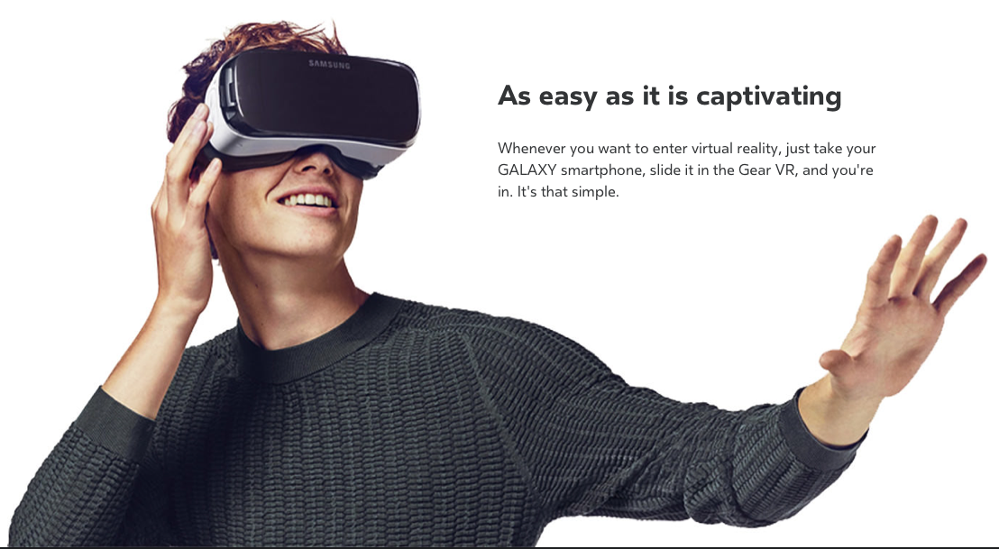 SAMSUNG
As easy as it is captivating
Whenever you want to enter virtual reality, just take your
GALAXY smartphone, slide it in the Gear VR, and you're
in. It's that simple.